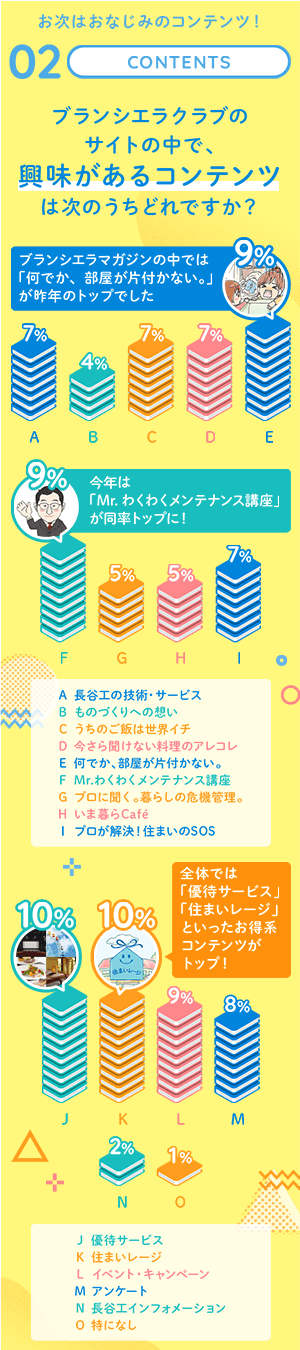 お次はおなじみのコンテンツ！
02 CONTENTS
ブランシエラクラブの
サイトの中で、
興味があるコンテンツ
は次のうちどれですか？
ブランシエラマガジンの中では
「何でか、部屋が片付かない。」
が昨年のトップでした
9%
7%
4%
7%
7%
A B C D E
9%
今年は
「Mr. わくわくメンテナンス講座」
が同率トップに！
5%
5%
7%
F G H I
A 長谷工の技術・サービス
B ものづくりへの想い
C うちのご飯は世界イチ
D 今さら聞けない料理のアレコレ
E 何でか、部屋が片付かない。
F Mr.わくわくメンテナンス講座
G プロに聞く。暮らしの危機管理。
H いま暮らCafé
I プロが解決！住まいのSOS
全体では
「優待サービス」
「住まいレージ」
といったお得系
コンテンツが
トップ！
10%
10%
住まいレージ
9%
8%
J K L M
2%
1%
N O
J 優待サービス
K 住まいレージ
L イベント・キャンペーン
M アンケート
N 長谷工インフォメーション
O 特になし